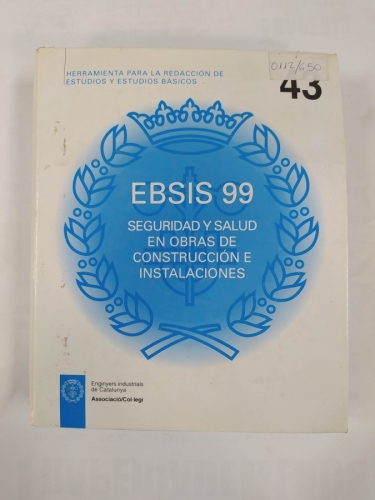 HERRAMIENTA PARA LA REDACCIÓN DE
ESTUDIOS Y ESTUDIOS BÁSICOS
0112/650
43
EBSIS 99
SEGURIDAD Y SALUD
EN OBRAS DE
CONSTRUCCIÓN E
INSTALACIONES
Enginyers industrials
de Catalunya
Associació/Col·legi